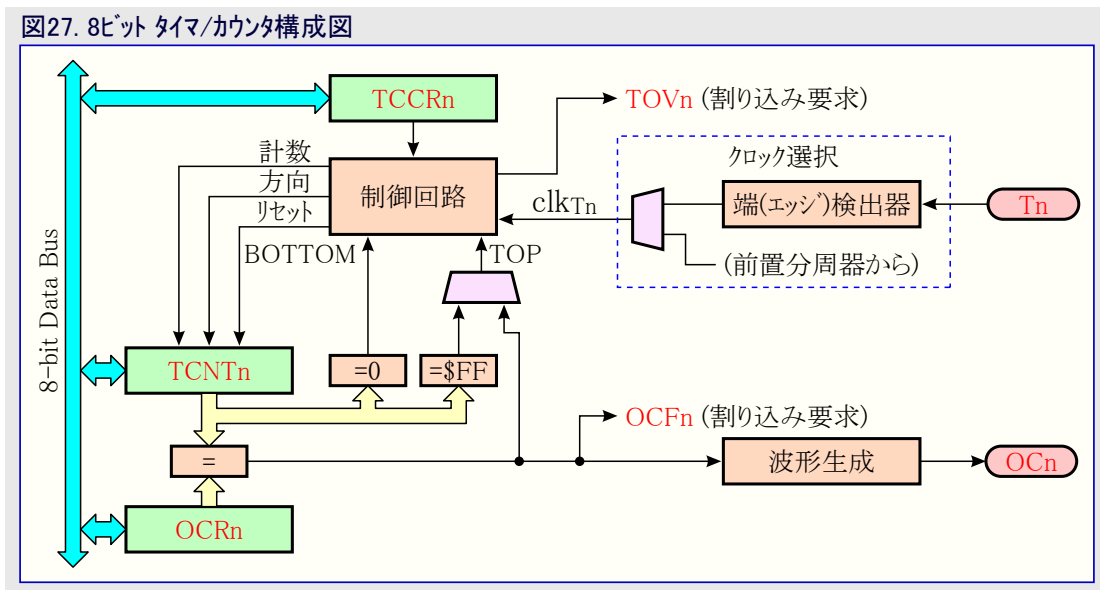 図27. 8ビット タイマ/カウンタ構成図
TCCRn
TOVn (割り込み要求)
計数
方向
リセット
制御回路
clkTn
クロック選択
端(エッジ)検出器
Tn
(前置分周器から)
BOTTOM
TOP
8-bit Data Bus
TCNTn
=0
=$FF
OCFn (割り込み要求)
=
波形生成
OCn
OCRn